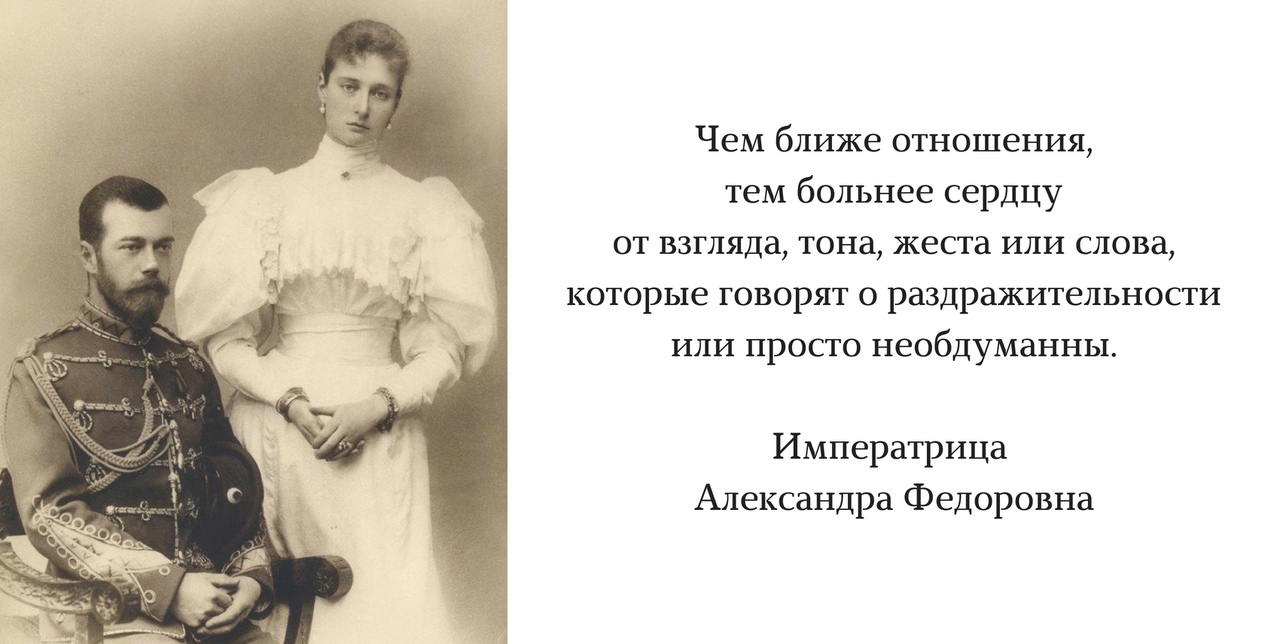 Чем ближе отношения,
тем больнее сердцу
от взгляда, тона, жеста или слова,
которые говорят о раздражительности
или просто необдуманны.
Императрица
Александра Федоровна